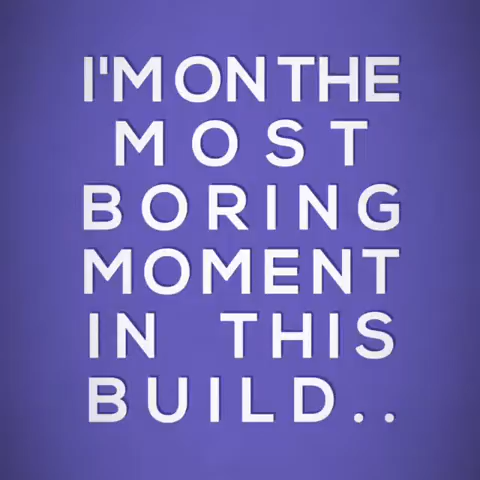 I'M ON THE
MOST
BORING
MOMENT
IN THIS
BUILD..